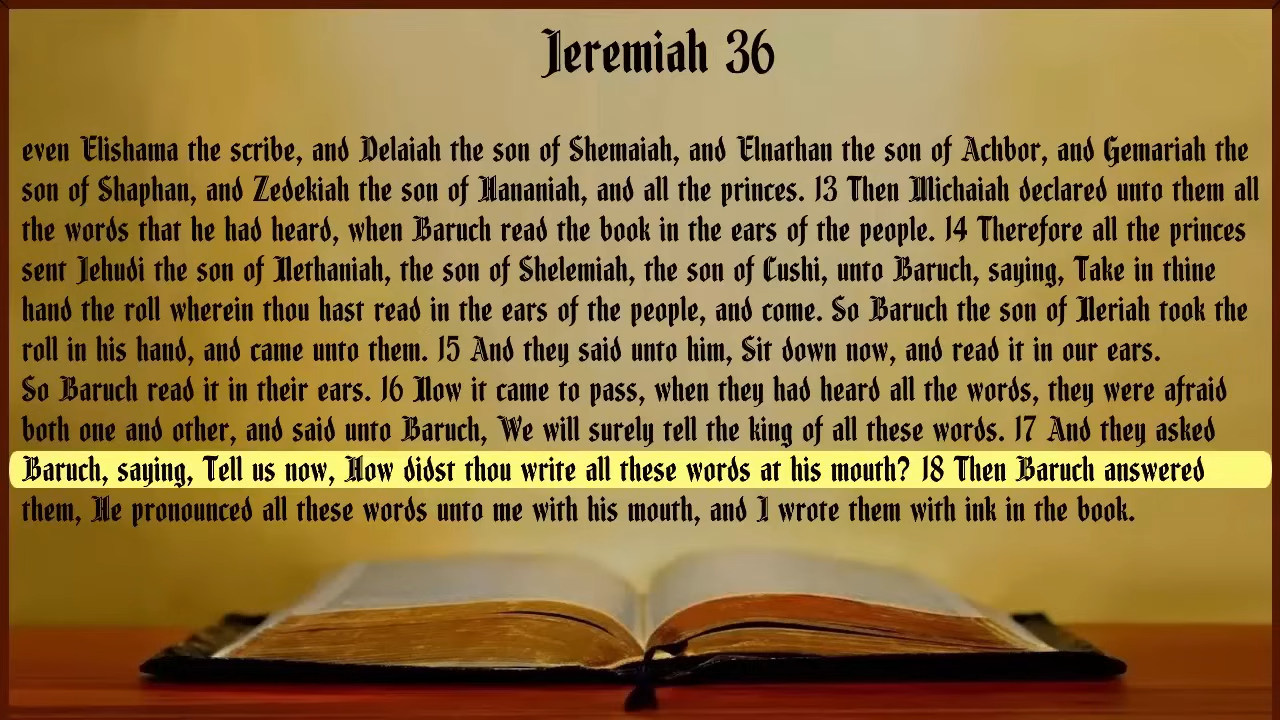 Jeremiah 36
even Elishama the scribe, and Delaiah the son of Shemaiah, and Elnathan the son of Achbor, and Gemariah the
son of Shaphan, and Zedekiah the son of Hananiah, and all the princes. 13 Then Michaiah declared unto them all
the words that he had heard, when Baruch read the book in the ears of the people. 14 Therefore all the princes
sent Jehudi the son of Nethaniah, the son of Shelemiah, the son of Cushi, unto Baruch, saying, Take in thine
hand the roll wherein thou hast read in the ears of the people, and come. So Baruch the son of Neriah took the
roll in his hand, and came unto them. 15 And they said unto him, Sit down now, and read it in our ears.
So Baruch read it in their ears. 16 Now it came to pass, when they had heard all the words, they were afraid
both one and other, and said unto Baruch, We will surely tell the king of all these words. 17 And they asked
Baruch, saying, Tell us now, How didst thou write all these words at his mouth? 18 Then Baruch answered
them, He pronounced all these words unto me with his mouth, and I wrote them with ink in the book.